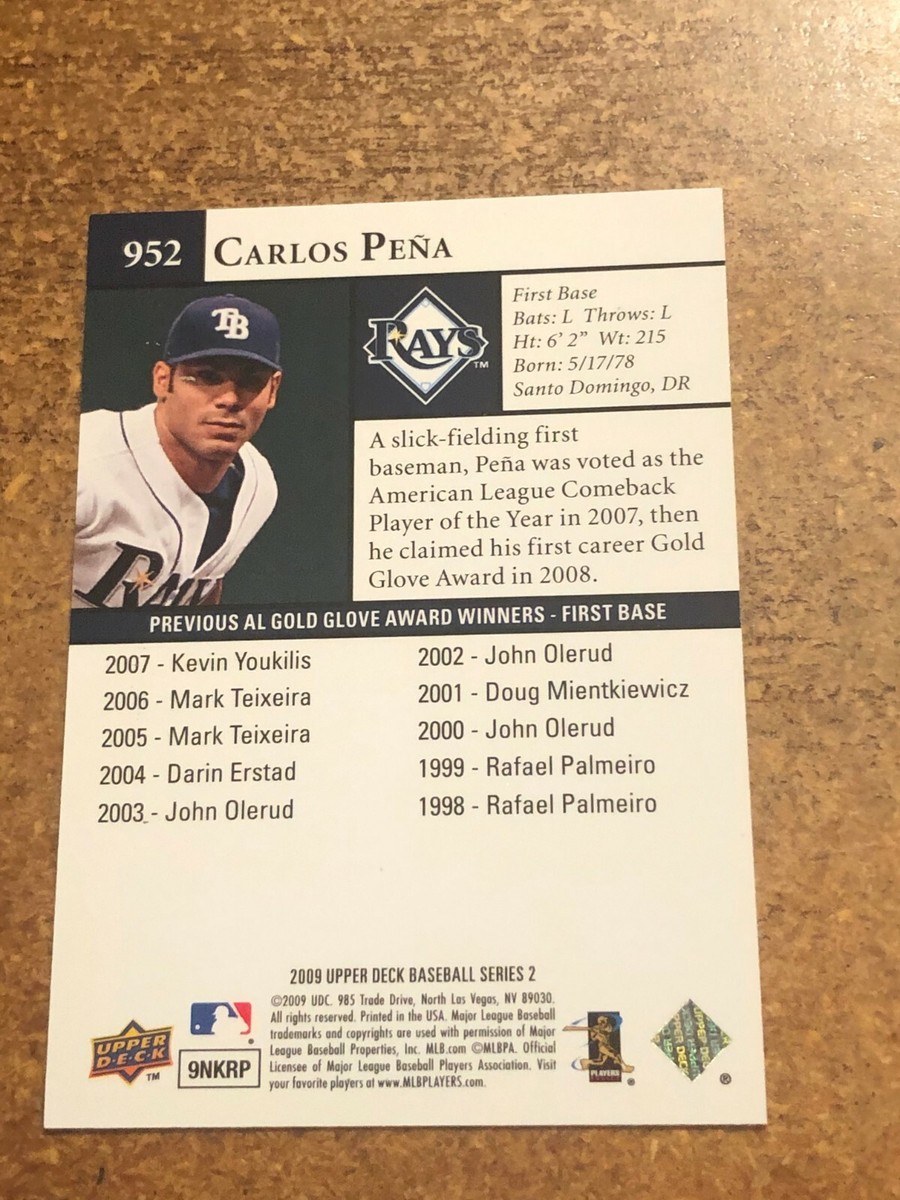 952 CARLOS PEÑA
TB
RAYS™
First Base
Bats: L Throws: L
Ht: 6' 2" Wt: 215
Born: 5/17/78
Santo Domingo, DR
A slick-fielding first
baseman, Peña was voted as the
American League Comeback
Player of the Year in 2007, then
he claimed his first career Gold
Glove Award in 2008.
PREVIOUS AL GOLD GLOVE AWARD WINNERS - FIRST BASE
2007 - Kevin Youkilis
2006 - Mark Teixeira
2005 - Mark Teixeira
2004 - Darin Erstad
2003 - John Olerud
2002 - John Olerud
2001 - Doug Mientkiewicz
2000 - John Olerud
1999 - Rafael Palmeiro
1998 - Rafael Palmeiro
2009 UPPER DECK BASEBALL SERIES 2
©2009 UDC. 985 Trade Drive, North Las Vegas, NV 89030.
All rights reserved. Printed in the USA. Major League Baseball
trademarks and copyrights are used with permission of Major
League Baseball Properties, Inc. MLB.com ©MLBPA. Official
Licensee of Major League Baseball Players Association. Visit
your favorite players at www.MLBPLAYERS.com.
UPPER
D·E·C·K™
®
9NKRP
PLAYERS
®
UPPER DEC
®